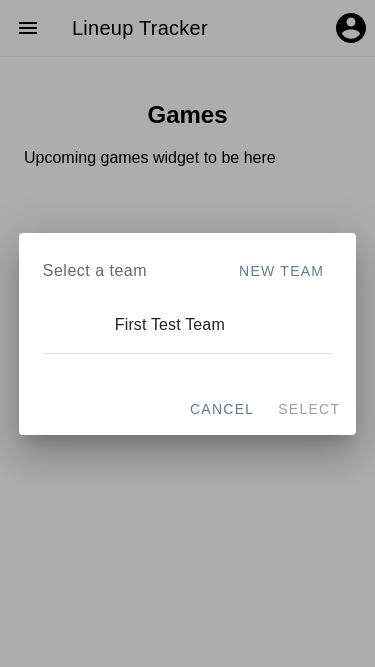 Lineup Tracker
Games
Upcoming games widget to be here
Select a team
NEW TEAM
First Test Team
CANCEL
SELECT